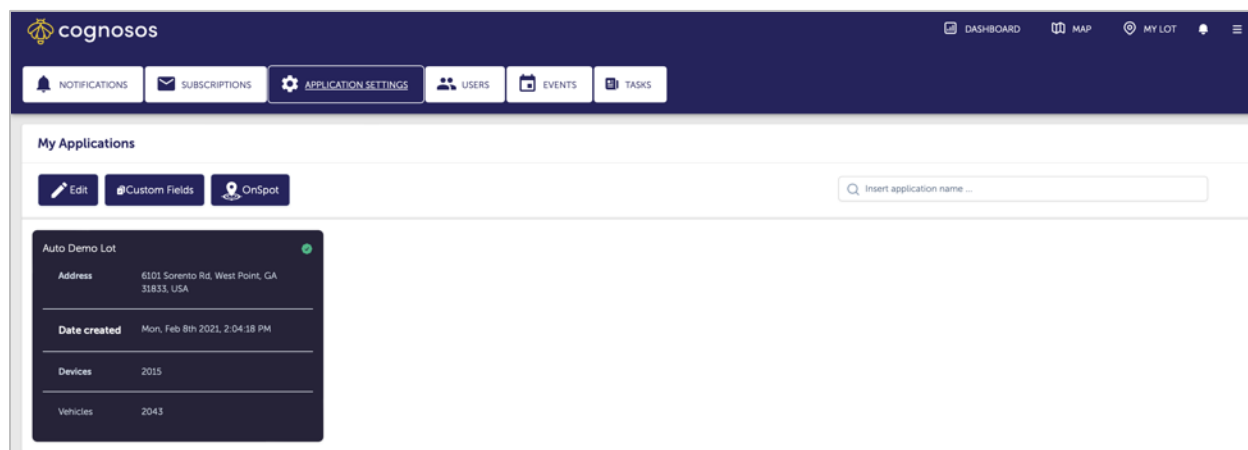 cognosos
DASHBOARD
MAP
MY LOT
NOTIFICATIONS
SUBSCRIPTIONS
APPLICATION SETTINGS
USERS
EVENTS
TASKS
My Applications
Edit
Custom Fields
OnSpot
Insert application name ...
Auto Demo Lot
Address
6101 Sorento Rd, West Point, GA
31833, USA
Date created
Mon, Feb 8th 2021, 2:04:18 PM
Devices
2015
Vehicles
2043